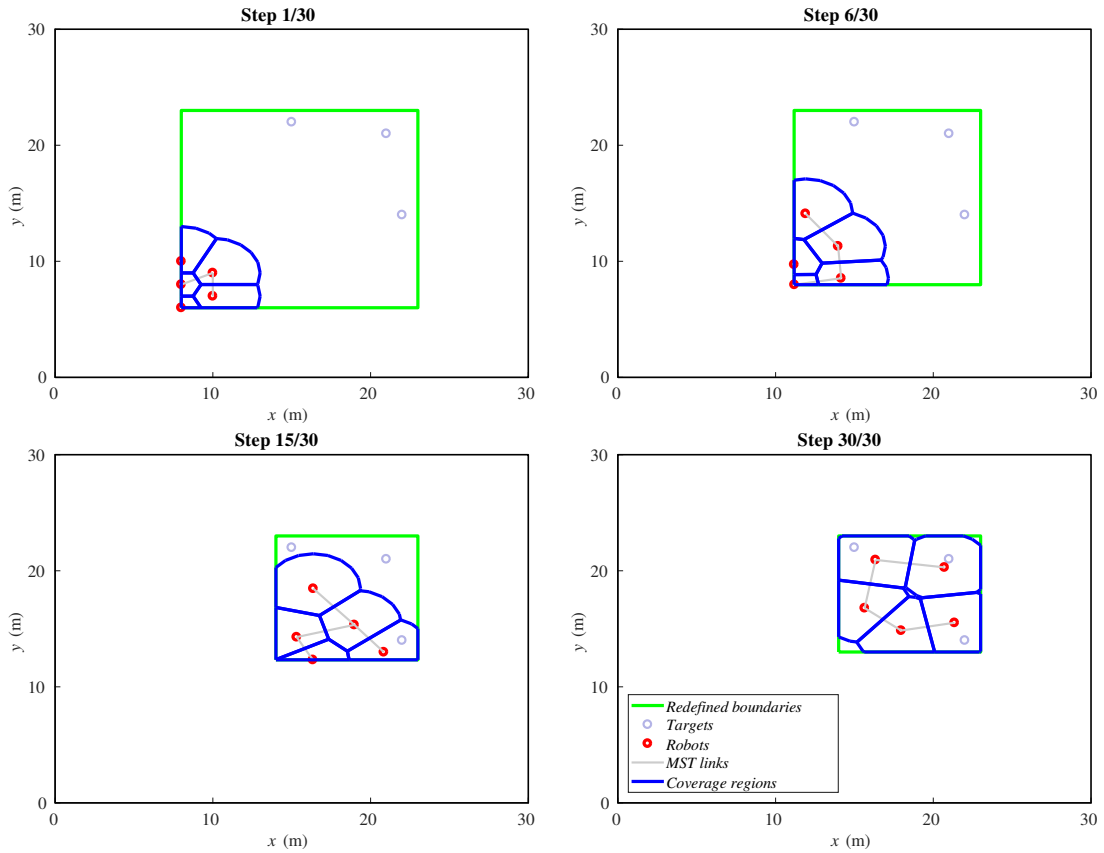 Step 1/30
30
20
10
0
y (m)
0
10
20
30
x (m)
Step 6/30
30
20
10
0
y (m)
0
10
20
30
x (m)
Step 15/30
30
20
10
0
y (m)
0
10
20
30
x (m)
Step 30/30
30
20
10
0
y (m)
Redefined boundaries
Targets
Robots
MST links
Coverage regions
0
10
20
30
x (m)